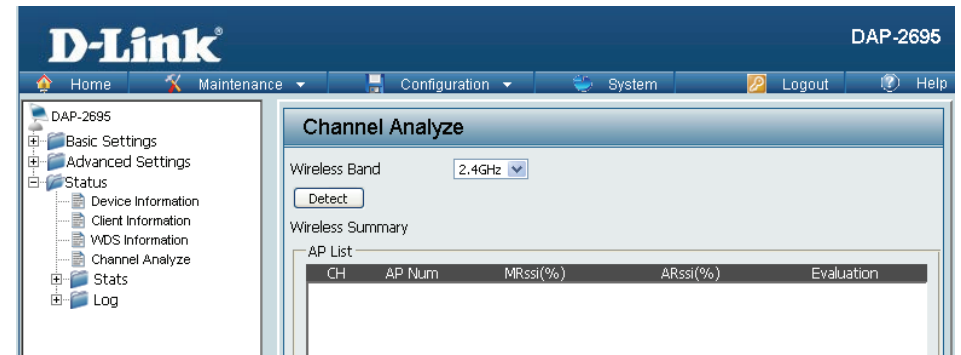 D-Link
DAP-2695
Home Maintenance Configuration System Logout Help
DAP-2695
Basic Settings
Advanced Settings
Status
Device Information
Client Information
WDS Information
Channel Analyze
Stats
Log
Channel Analyze
Wireless Band 2.4GHz
Detect
Wireless Summary
AP List
CH AP Num MRssi(%) ARssi(%) Evaluation